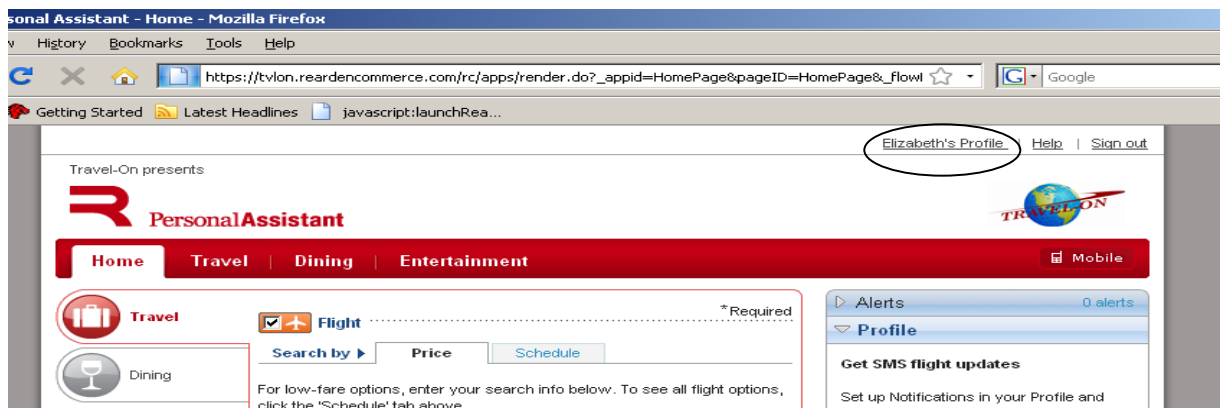 sonal Assistant - Home - Mozilla Firefox
History Bookmarks Tools Help
https://tvlon.reardencommerce.com/rc/apps/render.do?_appid=HomePage&pageID=HomePage&_flowI
Google
Getting Started Latest Headlines javascript:launchRea...
Elizabeth's Profile | Help | Sign out
Travel-On presents
R PersonalAssistant
TRAVEL-ON
Home Travel | Dining | Entertainment Mobile
Travel
Flight *Required
Search by Price Schedule
Dining
For low-fare options, enter your search info below. To see all flight options,
click the 'Schedule' tab above.
Alerts 0 alerts
Profile
Get SMS flight updates
Set up Notifications in your Profile and